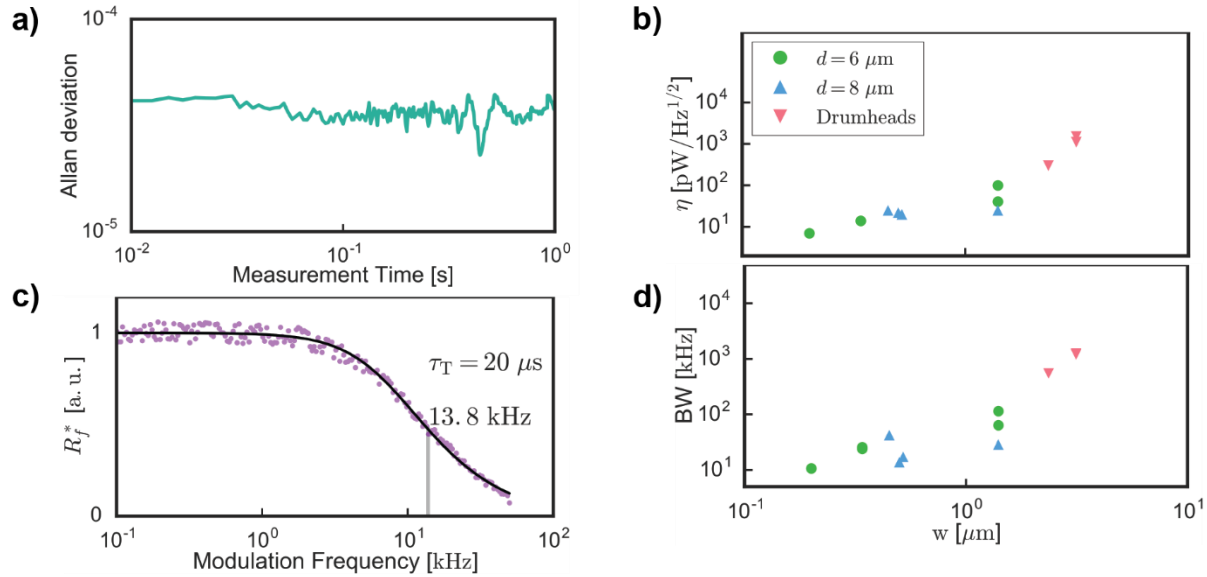 a)
10^-4
Allan deviation
10^-5
10^-2
10^-1
10^0
Measurement Time [s]
b)
d = 6 μm
d = 8 μm
Drumheads
η [pW/Hz^1/2]
10^4
10^3
10^2
10^1
c)
1
R_f^* [a.u.]
0
τ_T = 20 μs
13.8 kHz
10^-1
10^0
10^1
10^2
Modulation Frequency [kHz]
d)
BW [kHz]
10^4
10^3
10^2
10^1
10^-1
10^0
10^1
w [μm]